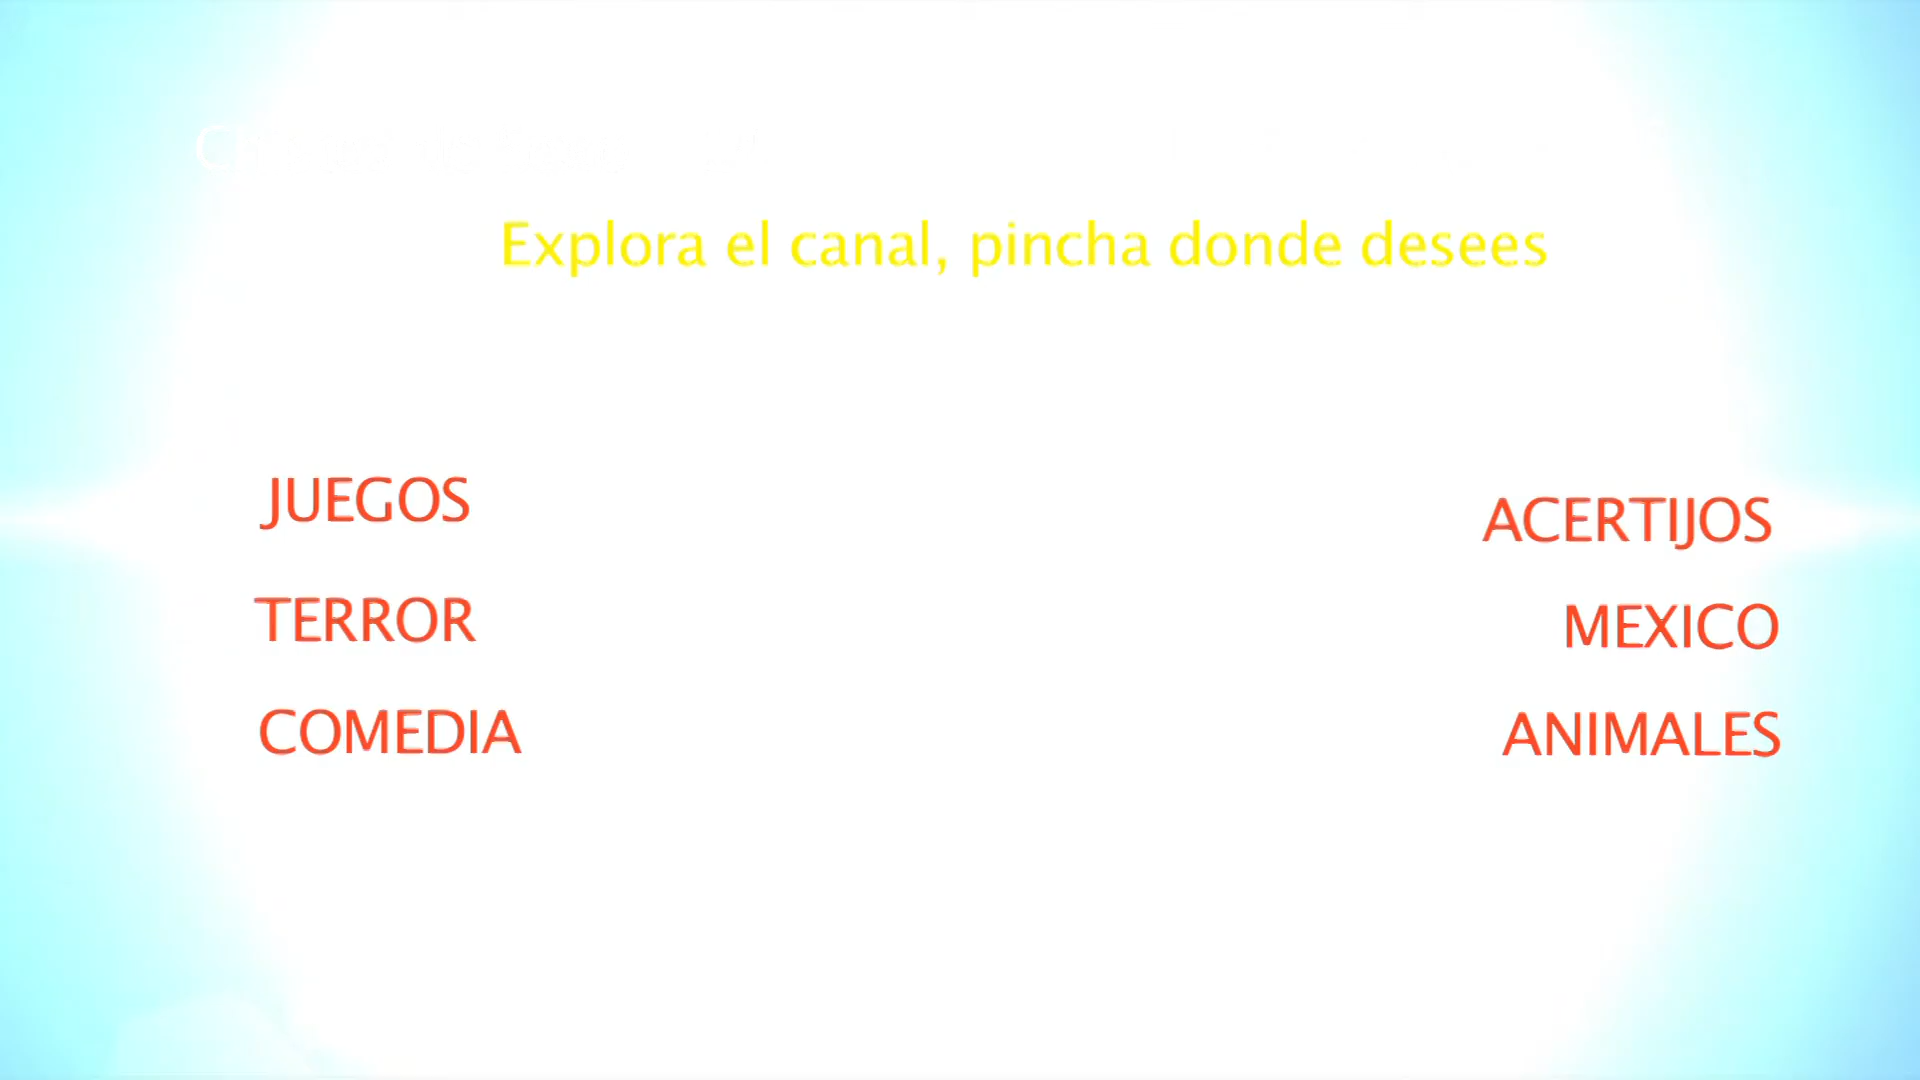 Explora el canal, pincha donde desees
JUEGOS
TERROR
COMEDIA
ACERTIJOS
MEXICO
ANIMALES